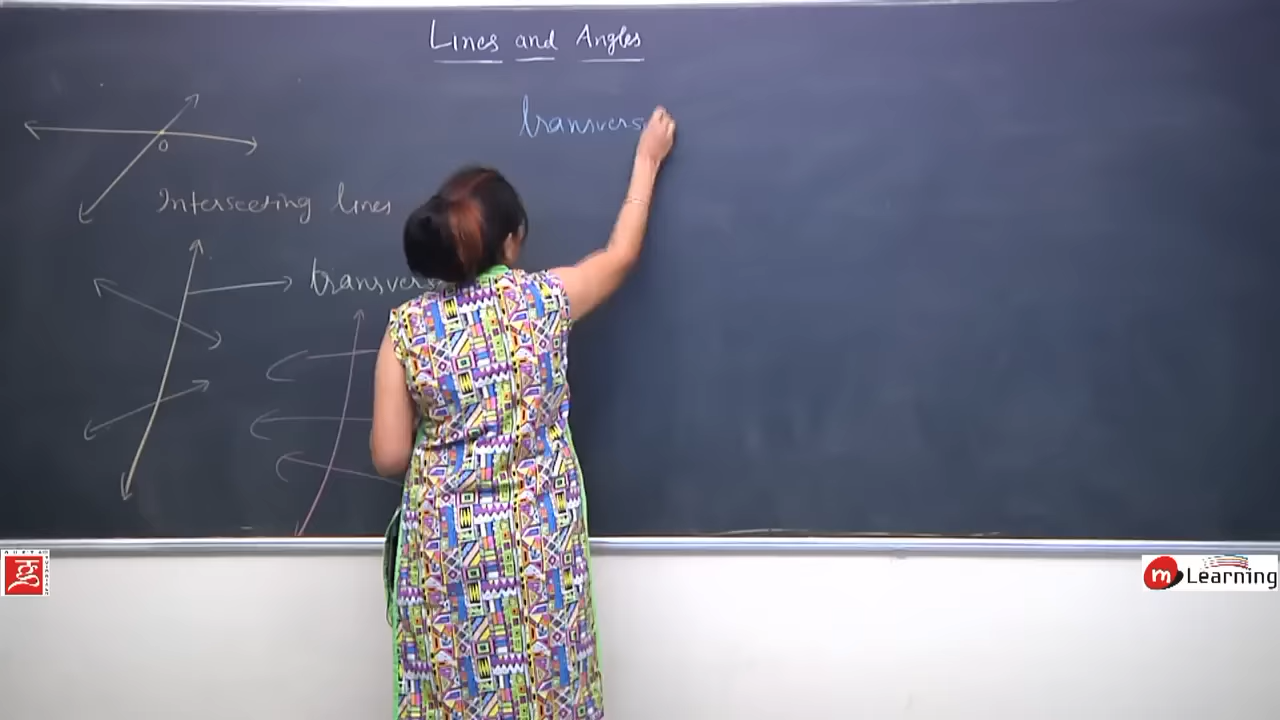 Lines and Angles
transvers
O
Intersecting lines
transvers
m Learning